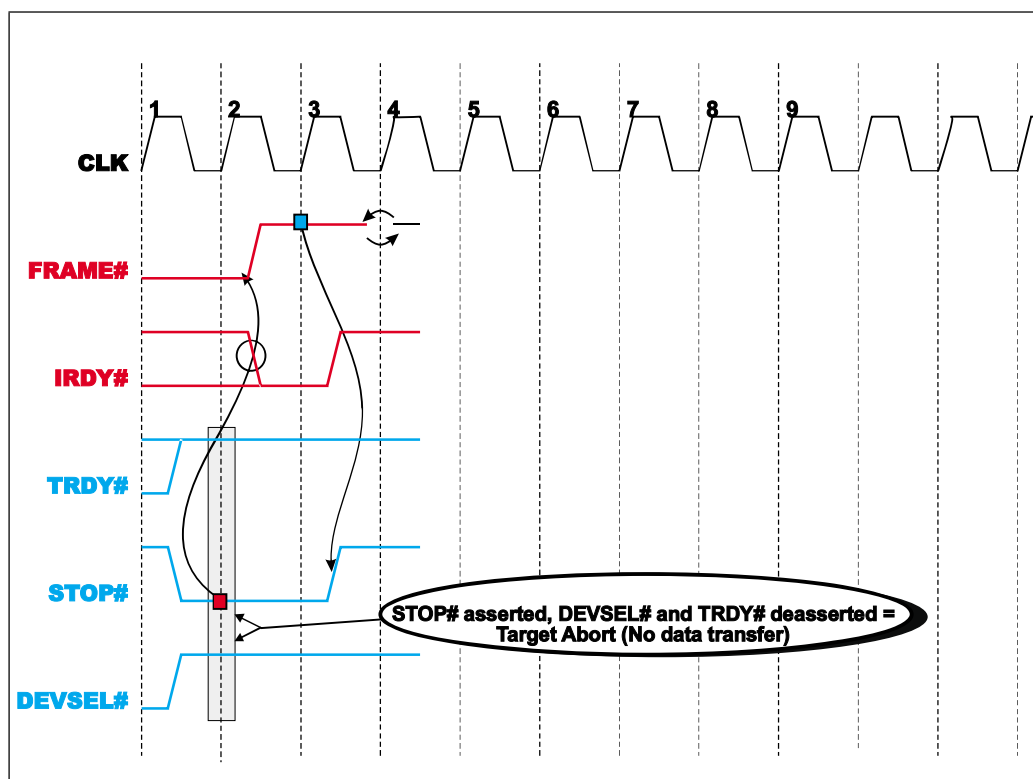 1 2 3 4 5 6 7 8 9
CLK
FRAME#
IRDY#
TRDY#
STOP#
STOP# asserted, DEVSEL# and TRDY# deasserted =
Target Abort (No data transfer)
DEVSEL#